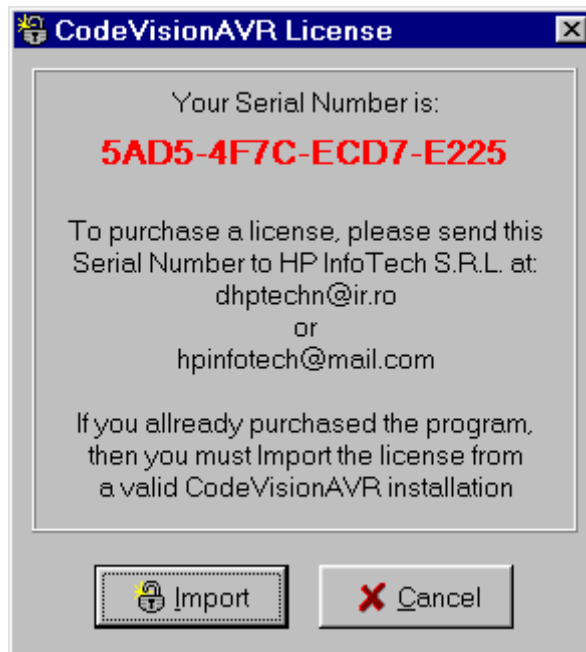 CodeVisionAVR License
Your Serial Number is:
5AD5-4F7C-ECD7-E225
To purchase a license, please send this
Serial Number to HP InfoTech S.R.L. at:
dhptechn@ir.ro
or
hpinfotech@mail.com
If you allready purchased the program,
then you must Import the license from
a valid CodeVisionAVR installation
Import
Cancel